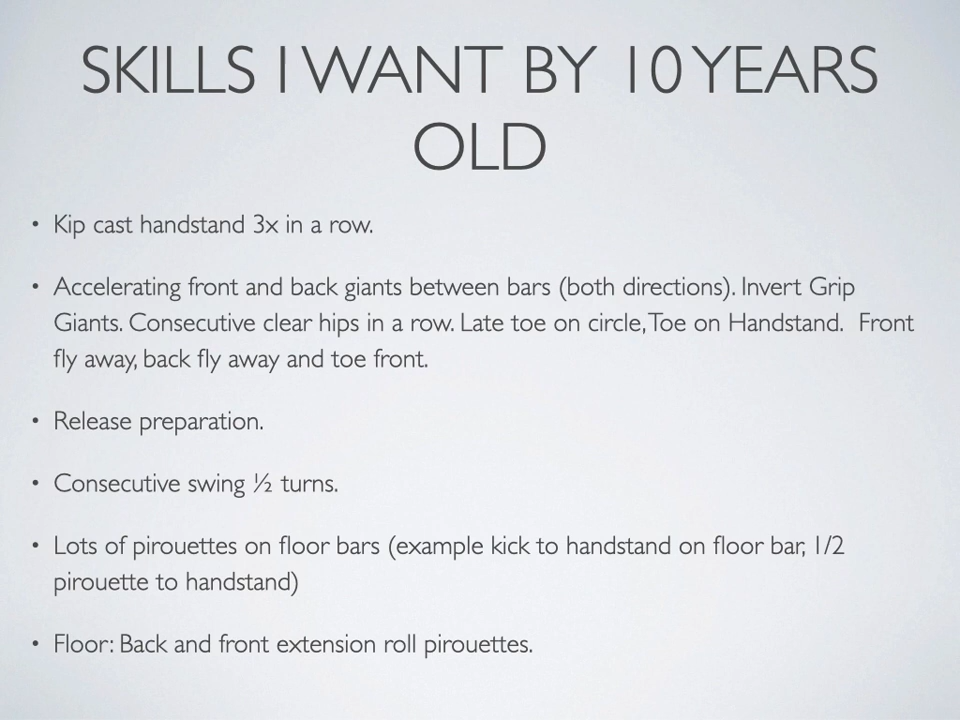 SKILLS I WANT BY 10 YEARS
OLD
• Kip cast handstand 3x in a row.
• Accelerating front and back giants between bars (both directions). Invert Grip
Giants. Consecutive clear hips in a row. Late toe on circle, Toe on Handstand.  Front
fly away, back fly away and toe front.
• Release preparation.
• Consecutive swing ½ turns.
• Lots of pirouettes on floor bars (example kick to handstand on floor bar, 1/2
pirouette to handstand)
• Floor: Back and front extension roll pirouettes.